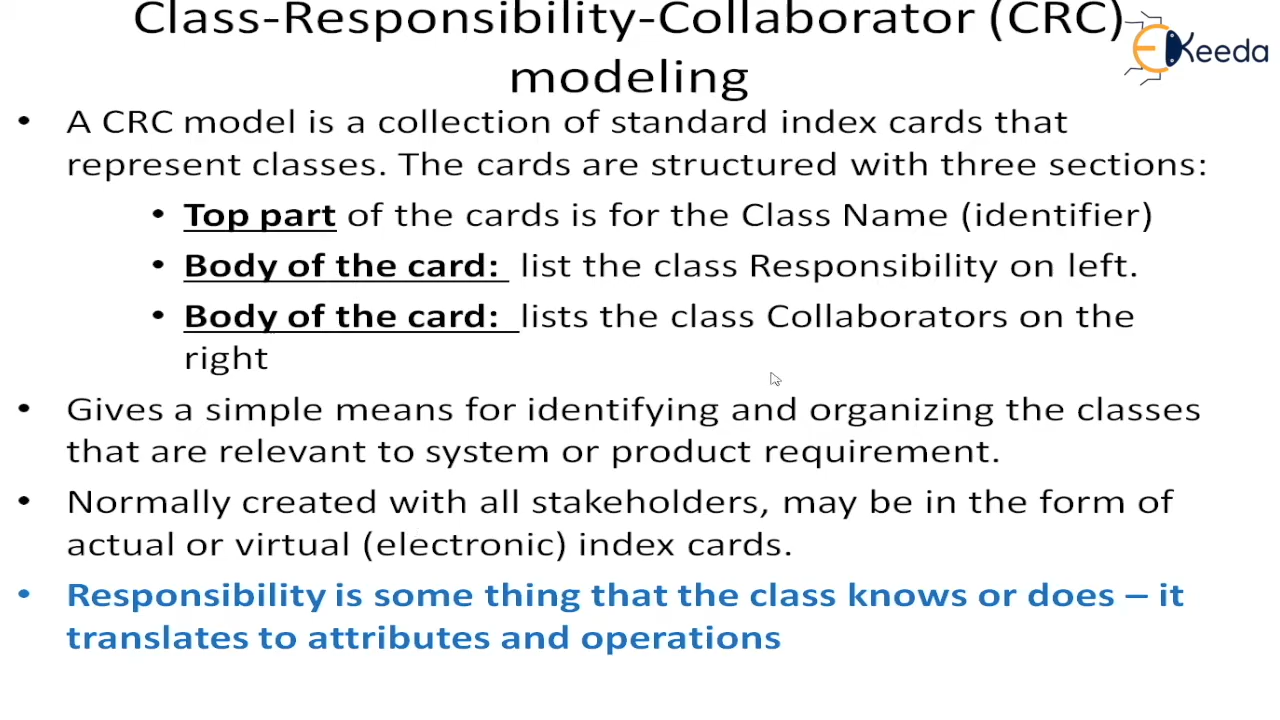 Class-Responsibility-Collaborator (CRC)
modeling
EKeeda
• A CRC model is a collection of standard index cards that
represent classes. The cards are structured with three sections:
• Top part of the cards is for the Class Name (identifier)
• Body of the card: list the class Responsibility on left.
• Body of the card: lists the class Collaborators on the
right
• Gives a simple means for identifying and organizing the classes
that are relevant to system or product requirement.
• Normally created with all stakeholders, may be in the form of
actual or virtual (electronic) index cards.
• Responsibility is some thing that the class knows or does – it
translates to attributes and operations